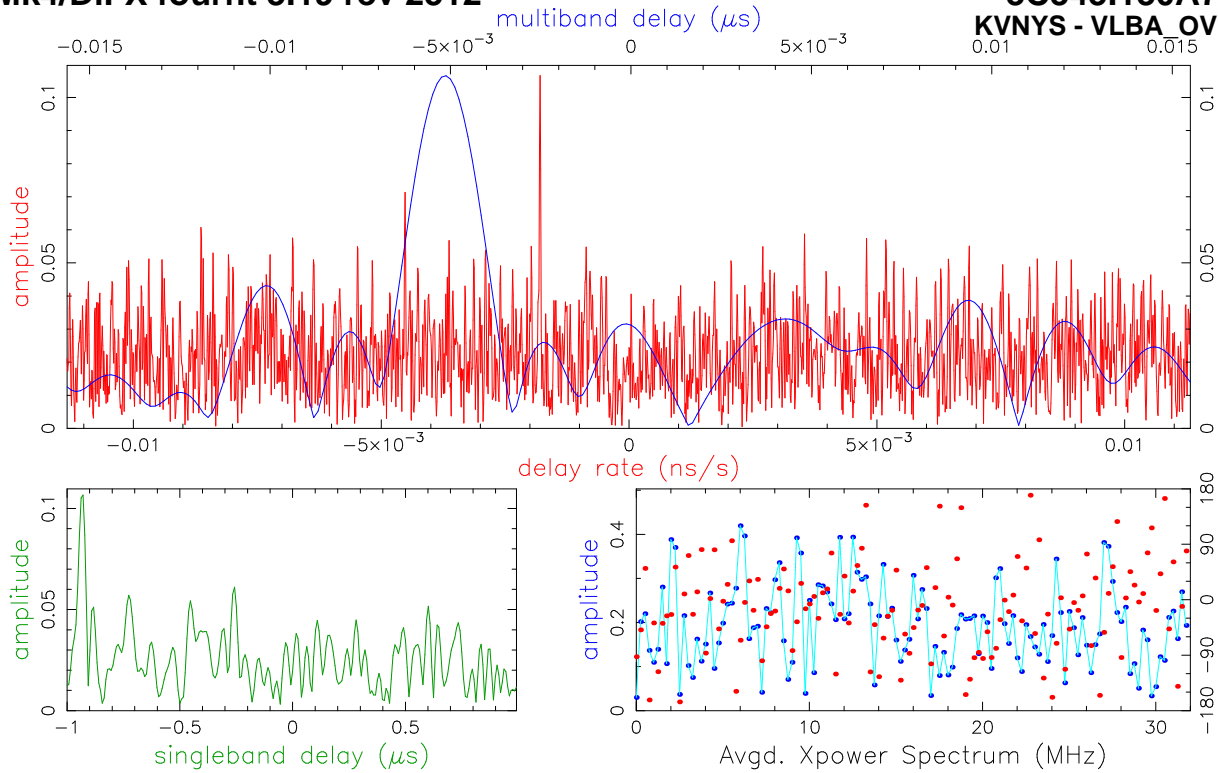 multiband delay (μs)
KVNYS - VLBA_OV
−0.015 −0.01 −5×10⁻³ 0 5×10⁻³ 0.01 0.015
amplitude
0 0.05 0.1
0 0.05 0.1
−0.01 −5×10⁻³ 0 5×10⁻³ 0.01
delay rate (ns/s)
amplitude
0 0.05 0.1
−1 −0.5 0 0.5
singleband delay (μs)
amplitude
0 0.2 0.4
−180 −90 0 90 180
0 10 20 30
Avgd. Xpower Spectrum (MHz)